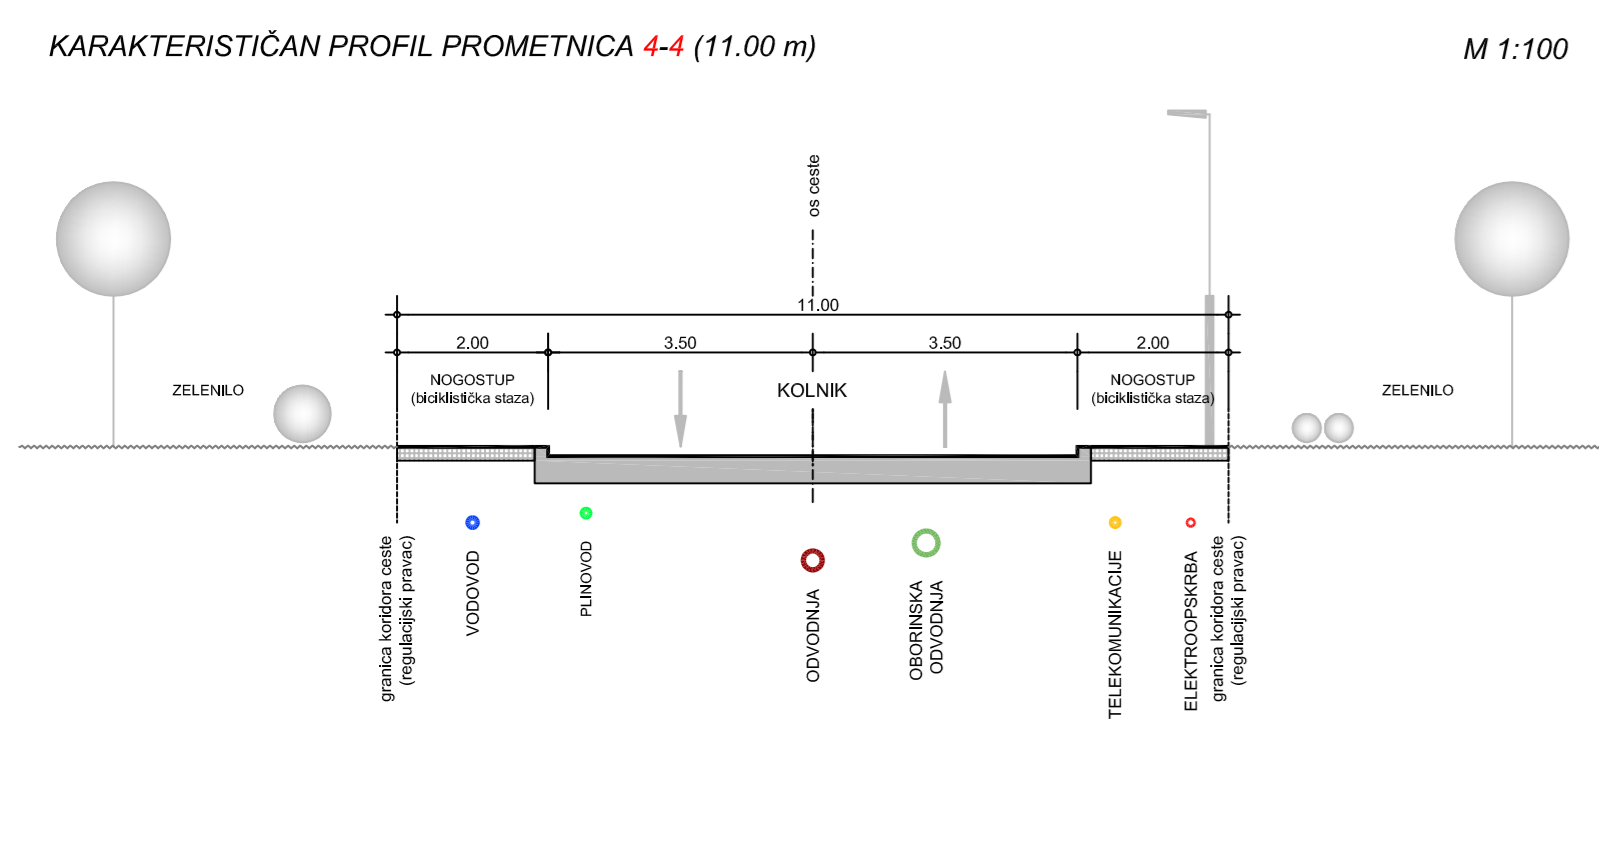 KARAKTERISTIČAN PROFIL PROMETNICA 4-4 (11.00 m)
M 1:100
os ceste
11.00
2.00
3.50
3.50
2.00
ZELENILO
NOGOSTUP
(biciklistička staza)
KOLNIK
NOGOSTUP
(biciklistička staza)
ZELENILO
granica koridora ceste
(regulacijski pravac)
VODOVOD
PLINOVOD
ODVODNJA
OBORINSKA
ODVODNJA
TELEKOMUNIKACIJE
ELEKTROOPSKRBA
granica koridora ceste
(regulacijski pravac)